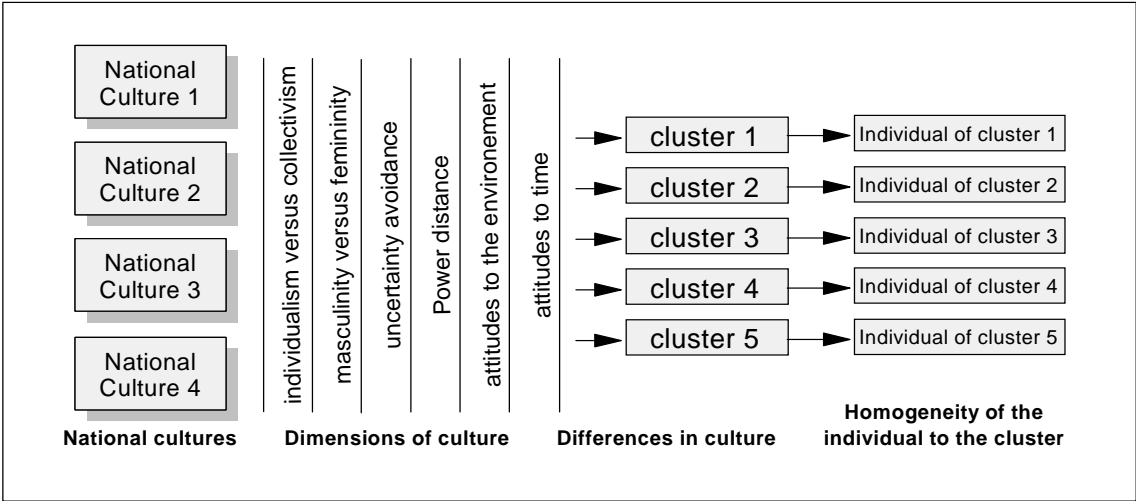 National
Culture 1
National
Culture 2
National
Culture 3
National
Culture 4
National cultures
individualism versus collectivism
masculinity versus femininity
uncertainty avoidance
Power distance
attitudes to the environement
attitudes to time
Dimensions of culture
cluster 1
cluster 2
cluster 3
cluster 4
cluster 5
Differences in culture
Individual of cluster 1
Individual of cluster 2
Individual of cluster 3
Individual of cluster 4
Individual of cluster 5
Homogeneity of the
individual to the cluster